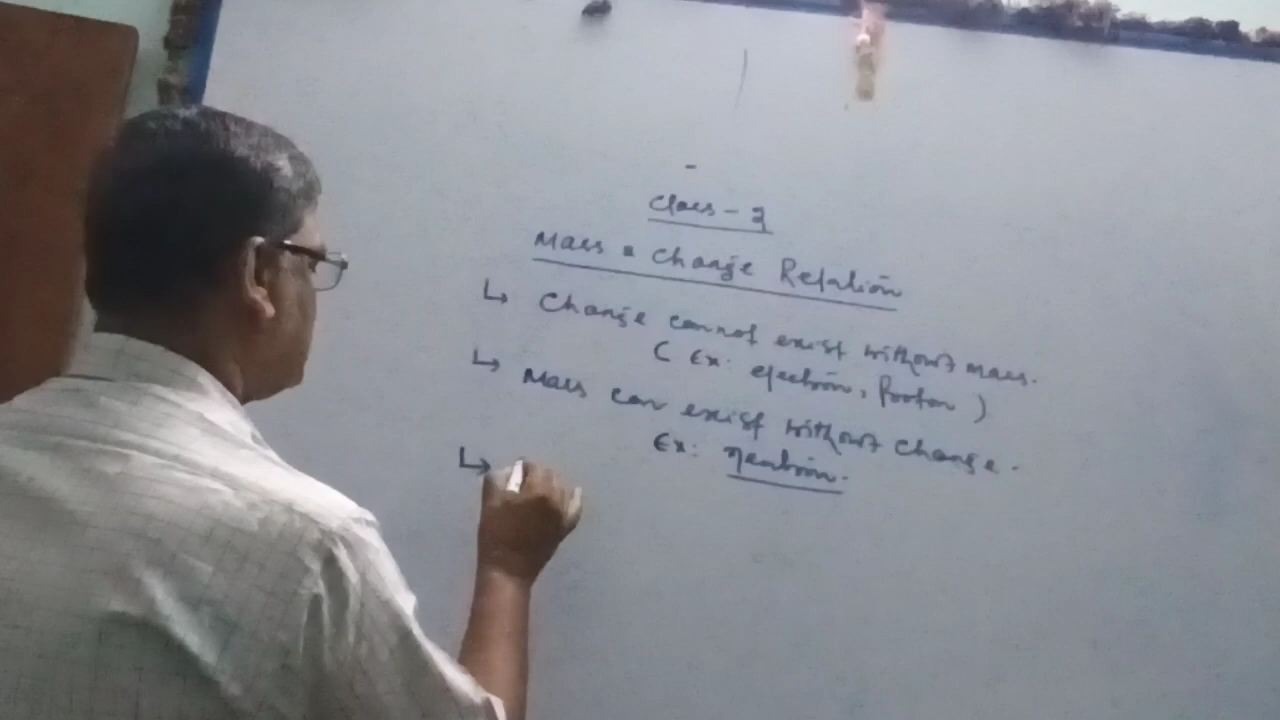 Class - 2
Mass & Charge Relation
↳ Charge cannot exist without mass.
( Ex: electron, Proton )
↳ Mass can exist without charge.
Ex: neutron.
↳